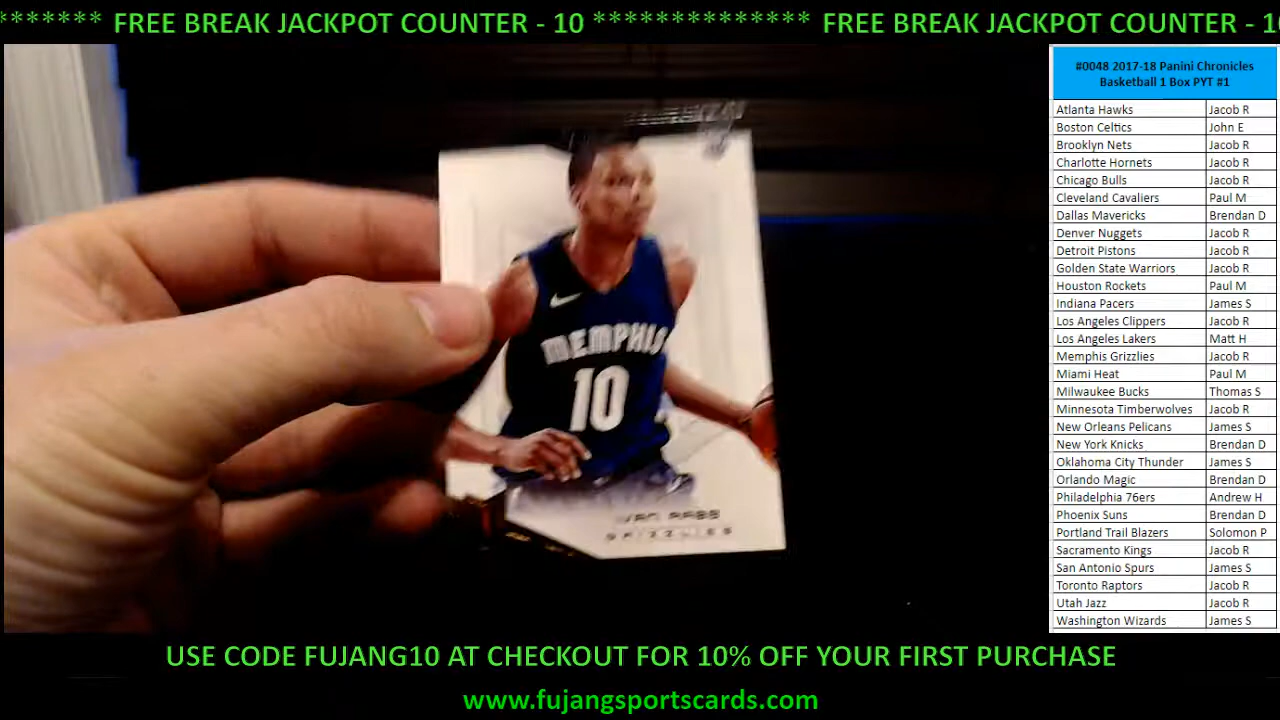 ******* FREE BREAK JACKPOT COUNTER - 10 ************** FREE BREAK JACKPOT COUNTER - 10
#0048 2017-18 Panini Chronicles
Basketball 1 Box PYT #1
Atlanta Hawks Jacob R
Boston Celtics John E
Brooklyn Nets Jacob R
Charlotte Hornets Jacob R
Chicago Bulls Jacob R
Cleveland Cavaliers Paul M
Dallas Mavericks Brendan D
Denver Nuggets Jacob R
Detroit Pistons Jacob R
Golden State Warriors Jacob R
Houston Rockets Paul M
Indiana Pacers James S
Los Angeles Clippers Jacob R
Los Angeles Lakers Matt H
Memphis Grizzlies Jacob R
Miami Heat Paul M
Milwaukee Bucks Thomas S
Minnesota Timberwolves Jacob R
New Orleans Pelicans James S
New York Knicks Brendan D
Oklahoma City Thunder James S
Orlando Magic Brendan D
Philadelphia 76ers Andrew H
Phoenix Suns Brendan D
Portland Trail Blazers Solomon P
Sacramento Kings Jacob R
San Antonio Spurs James S
Toronto Raptors Jacob R
Utah Jazz Jacob R
Washington Wizards James S
MEMPHIS
10
IVAN RABB
GRIZZLIES
USE CODE FUJANG10 AT CHECKOUT FOR 10% OFF YOUR FIRST PURCHASE
www.fujangsportscards.com